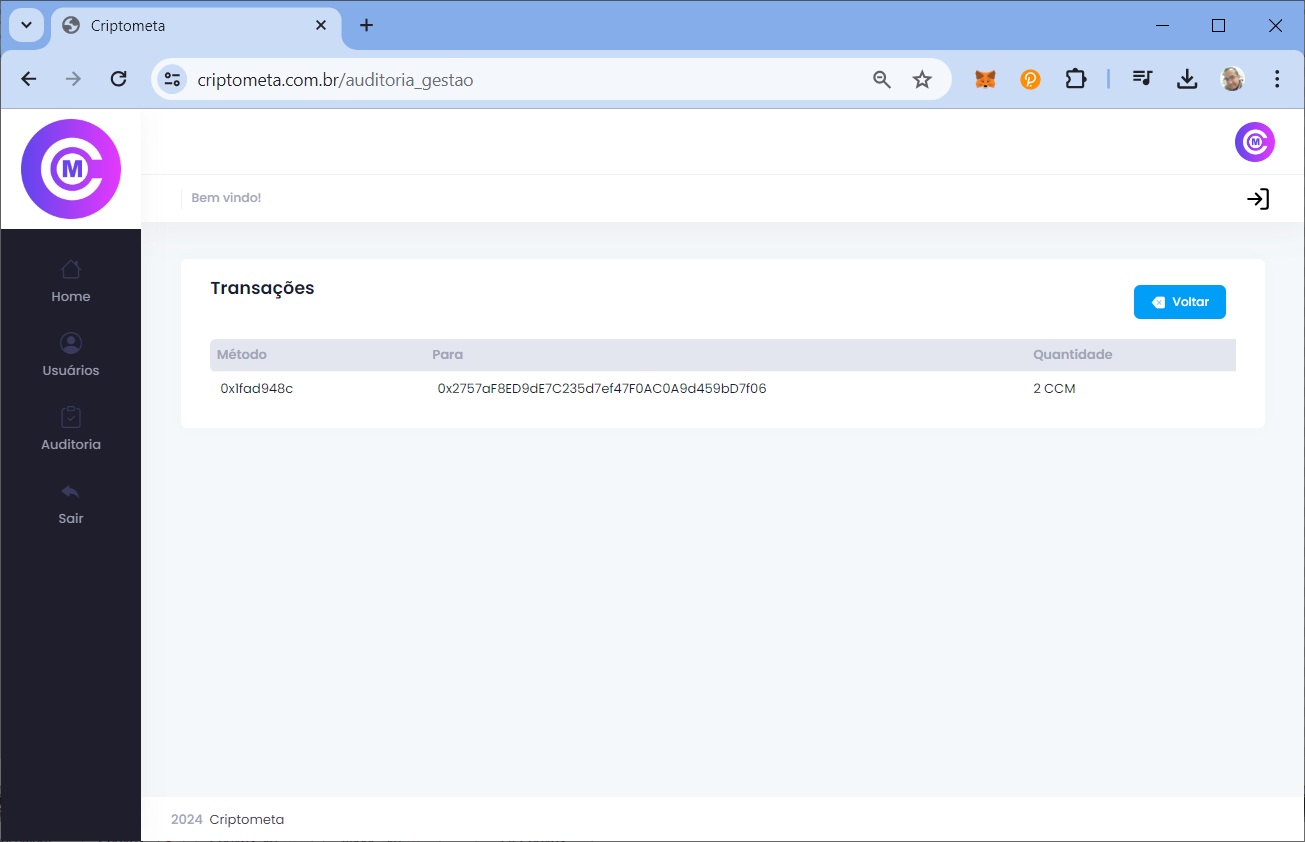 Criptometa
criptometa.com.br/auditoria_gestao
M
M
Bem vindo!
Home
Usuários
Auditoria
Sair
Transações
Voltar
Método Para Quantidade
0x1fad948c 0x2757aF8ED9dE7C235d7ef47F0AC0A9d459bD7f06 2 CCM
2024 Criptometa